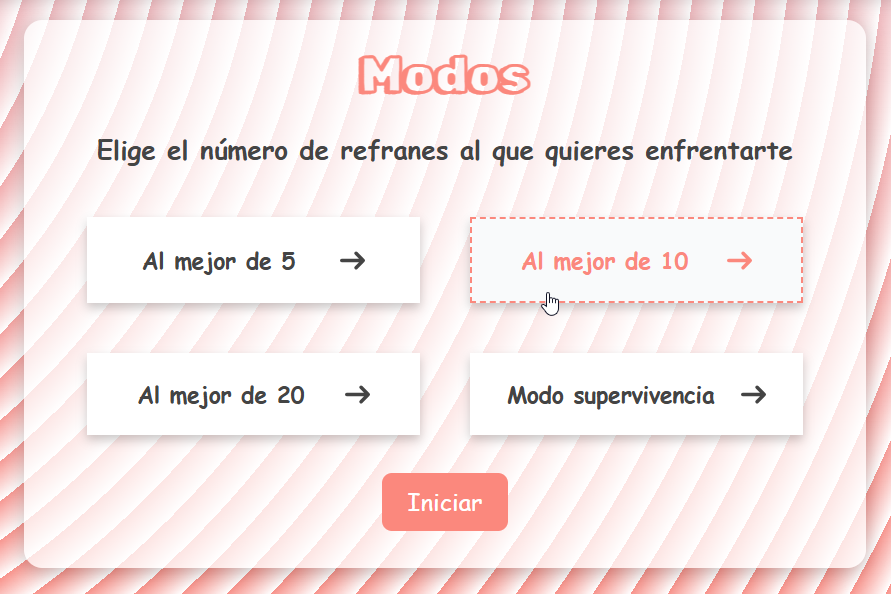 Modos
Elige el número de refranes al que quieres enfrentarte
Al mejor de 5 →
Al mejor de 10 →
Al mejor de 20 →
Modo supervivencia →
Iniciar